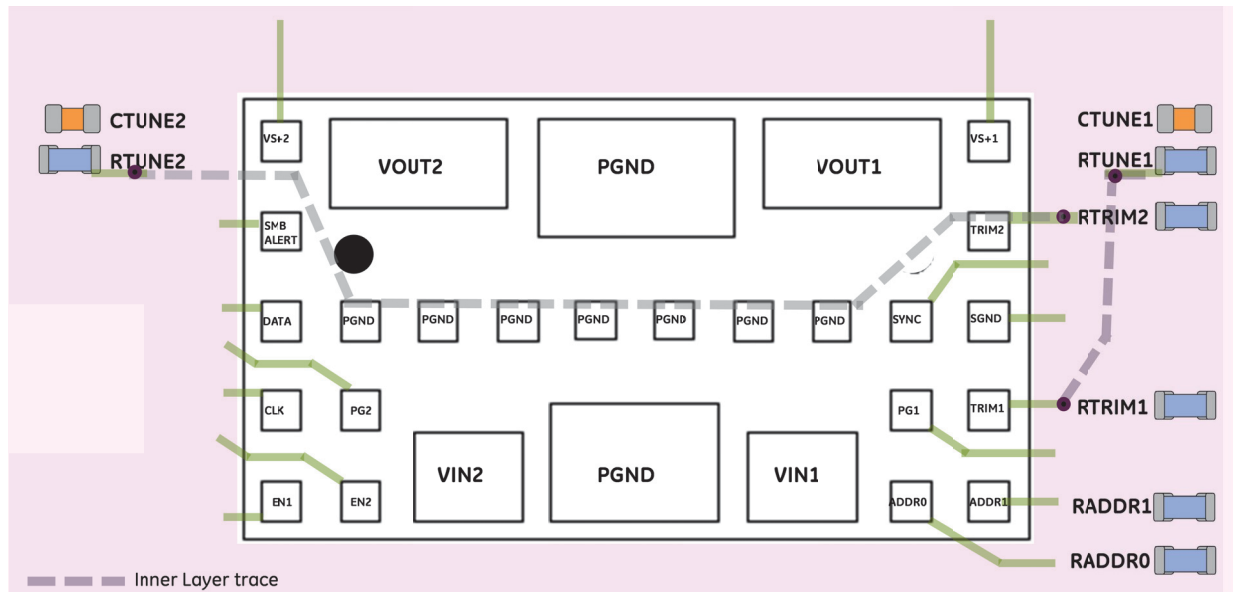 CTUNE2
CTUNE1
RTUNE2
RTUNE1
VS+2
VOUT2
PGND
VOUT1
VS+1
SMB
ALERT
TRIM2
RTRIM2
DATA
PGND
PGND
PGND
PGND
PGND
PGND
PGND
SYNC
SGND
CLK
PG2
PG1
TRIM1
RTRIM1
VIN2
PGND
VIN1
EN1
EN2
ADDR0
ADDR1
RADDR1
RADDR0
Inner Layer trace